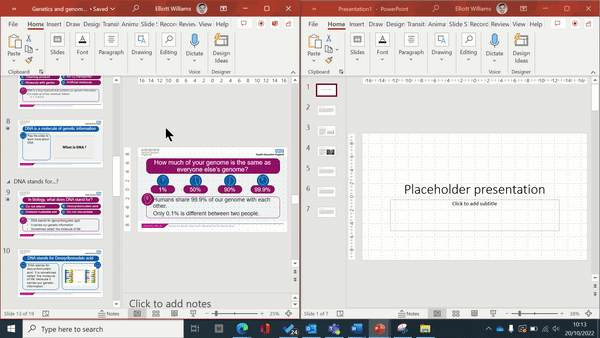 Genetics and genom... • Saved
Elliott Williams
File
Home
Insert
Draw
Design
Transit
Anima
Slide S
Record
Review
View
Help
Paste
Slides
Font
Paragraph
Drawing
Editing
Dictate
Design
Ideas
Clipboard
Voice
Designer
8
DNA is a molecule of genetic information
What is DNA?
DNA stands for...?
9
In biology, what does DNA stand for?
10
DNA stands for Deoxyribonucleic acid
How much of your genome is the same as
everyone else's genome?
1%
50%
90%
99.9%
Humans share 99.9% of our genome with each
other.
Only 0.1% is different between two people.
Click to add notes
Slide 13 of 19
25%
Presentation1 - PowerPoint
Elliott Williams
File
Home
Insert
Draw
Design
Transit
Anima
Slide S
Record
Review
View
Help
Paste
Slides
Font
Paragraph
Drawing
Editing
Dictate
Design
Ideas
Clipboard
Voice
Designer
1
2
3
4
5
6
7
Placeholder presentation
Click to add subtitle
Slide 1 of 7
38%
Type here to search
24
10:13
20/10/2022